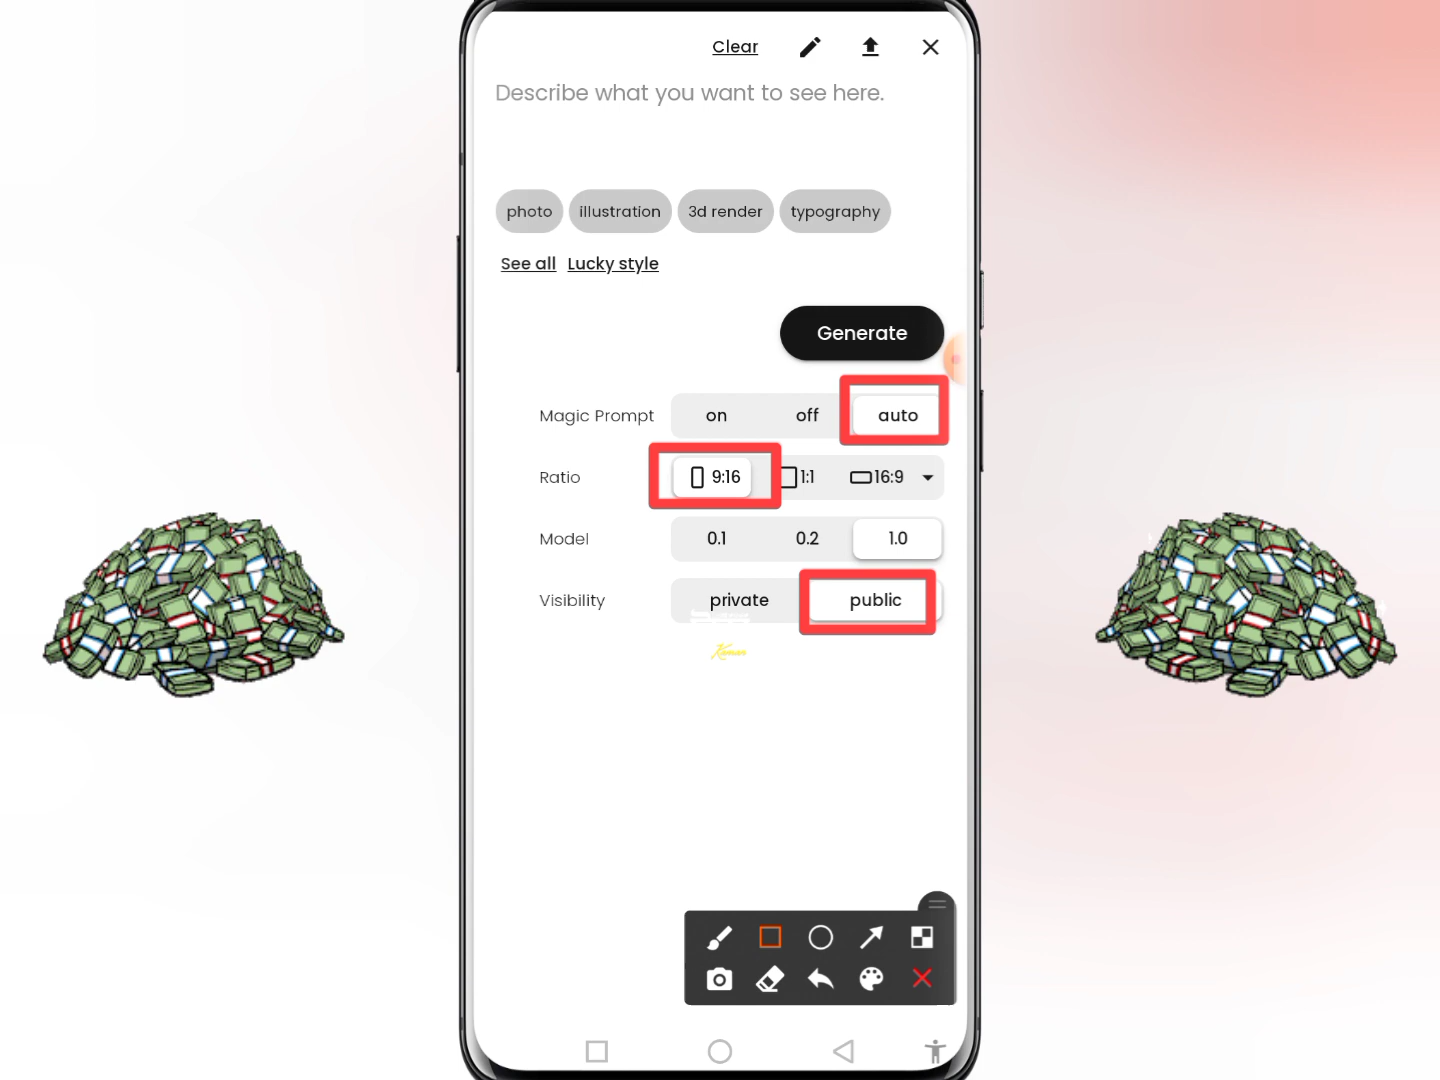 Clear
Describe what you want to see here.
photo illustration 3d render typography
See all Lucky style
Generate
Magic Prompt on off auto
Ratio 9:16 1:1 16:9
Model 0.1 0.2 1.0
Visibility private public